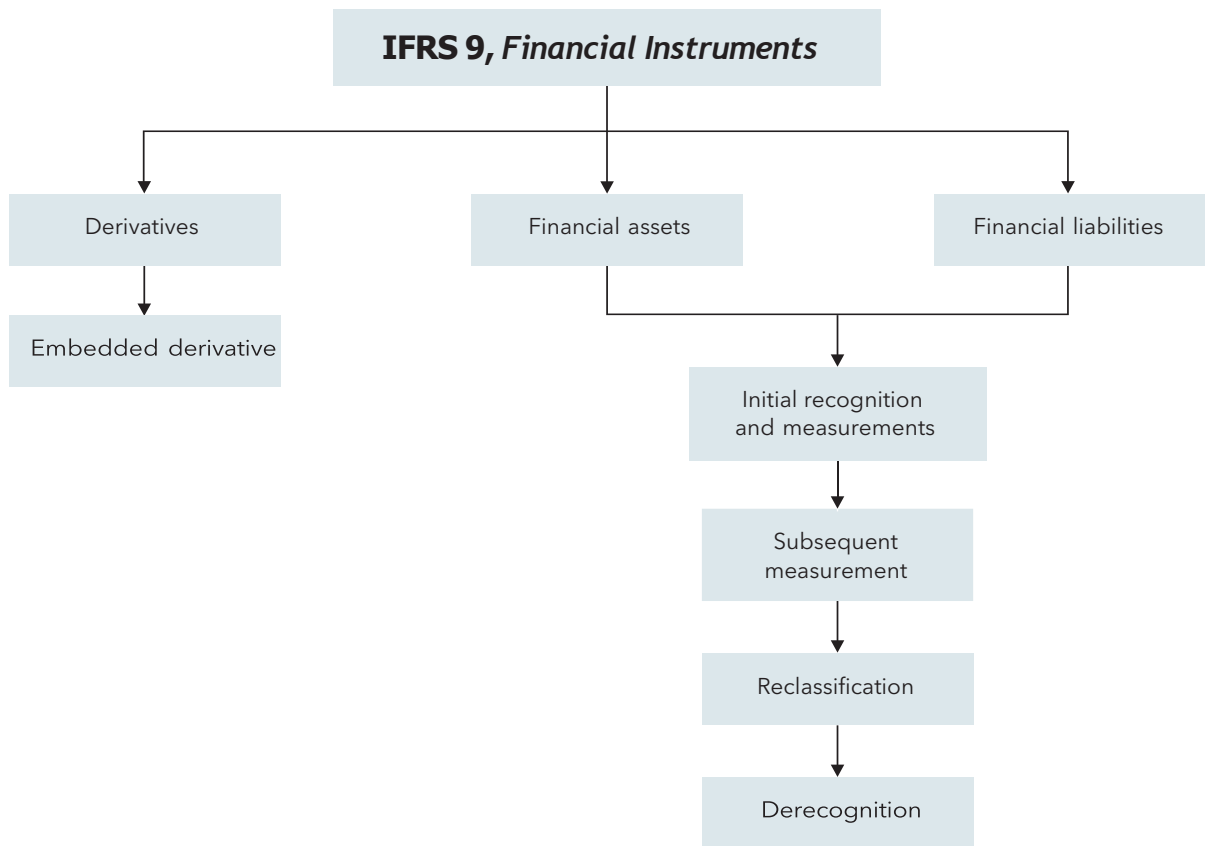 IFRS 9, Financial Instruments
Derivatives
Financial assets
Financial liabilities
Embedded derivative
Initial recognition
and measurements
Subsequent
measurement
Reclassification
Derecognition